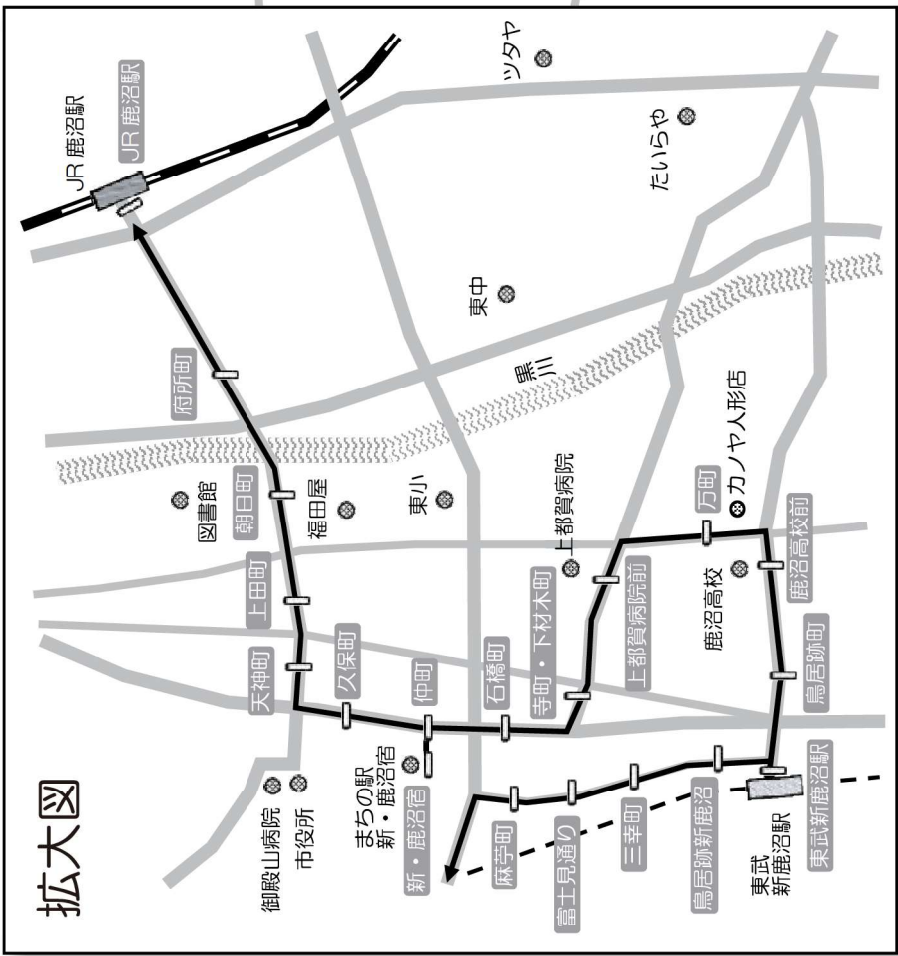 拡大図
JR 鹿沼駅
JR 鹿沼駅
府所町
図書館
朝日町
福田屋
上田町
天神町
久保町
御殿山病院
市役所
まちの駅
新・鹿沼宿
新・鹿沼宿
仲町
東小
石橋町
寺町・下材木町
上都賀病院
上都賀病院前
万町
カノヤ人形店
鹿沼高校
鹿沼高校前
鳥居跡町
東武
新鹿沼駅
東武新鹿沼駅
鳥居跡新鹿沼
三幸町
富士見通り
麻苧町
黒川
東中
ツタヤ
たいらや